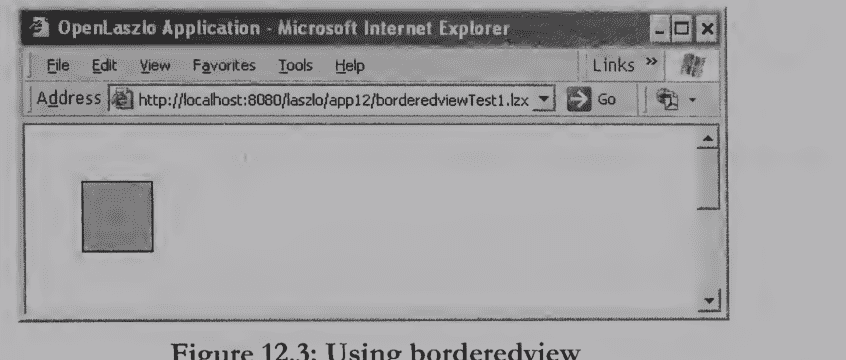 OpenLaszlo Application - Microsoft Internet Explorer
File Edit View Favorites Tools Help Links »
Address http://localhost:8080/laszlo/app12/borderedviewTest1.lzx Go
Figure 12.3: Using borderedview